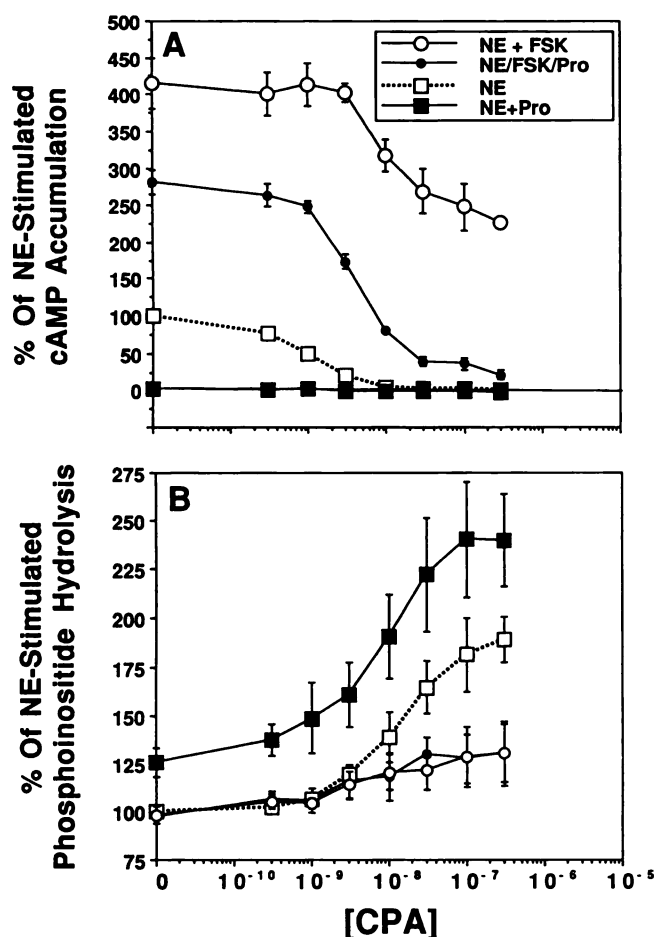 A
NE + FSK
NE/FSK/Pro
NE
NE+Pro
% Of NE-Stimulated
cAMP Accumulation
500
450
400
350
300
250
200
150
100
50
0
B
% Of NE-Stimulated
Phosphoinositide Hydrolysis
275
250
225
200
175
150
125
100
75
0 10-10 10-9 10-8 10-7 10-6 10-5
[CPA]